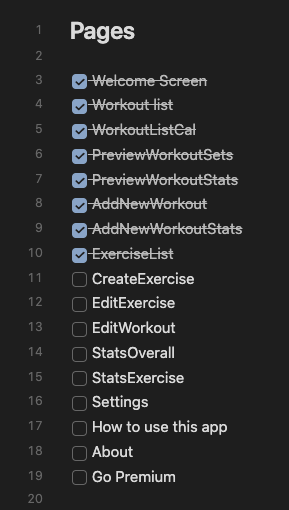 1 Pages
2
3 Welcome Screen
4 Workout list
5 WorkoutListCal
6 PreviewWorkoutSets
7 PreviewWorkoutStats
8 AddNewWorkout
9 AddNewWorkoutStats
10 ExerciseList
11 CreateExercise
12 EditExercise
13 EditWorkout
14 StatsOverall
15 StatsExercise
16 Settings
17 How to use this app
18 About
19 Go Premium
20